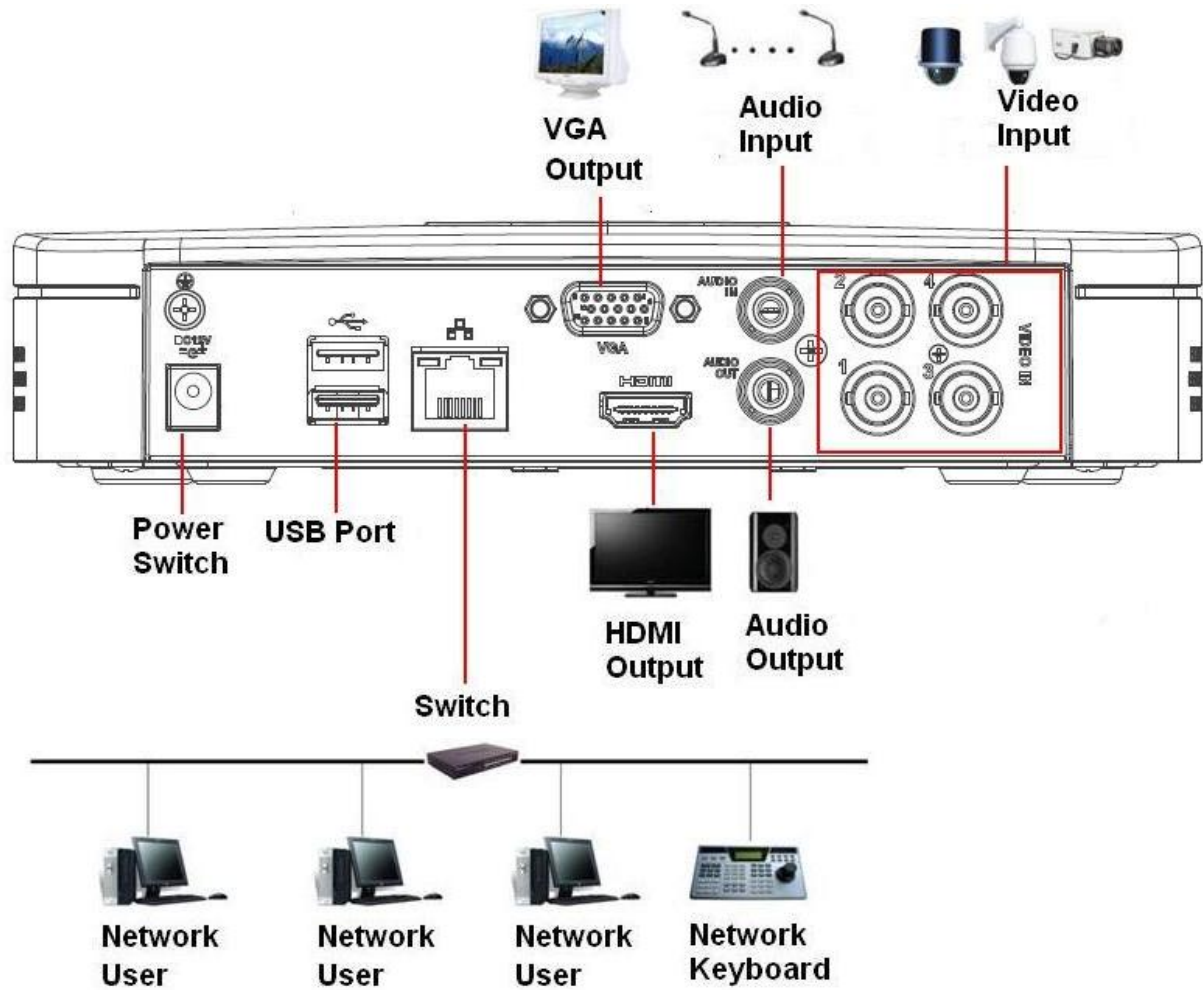 VGA
Output
Audio
Input
Video
Input
DC12V
AUDIO
IN
2
4
VGA
VIDEO IN
HDMI
AUDIO
OUT
1
3
Power
Switch
USB Port
HDMI
Output
Audio
Output
Switch
Network
User
Network
User
Network
User
Network
Keyboard